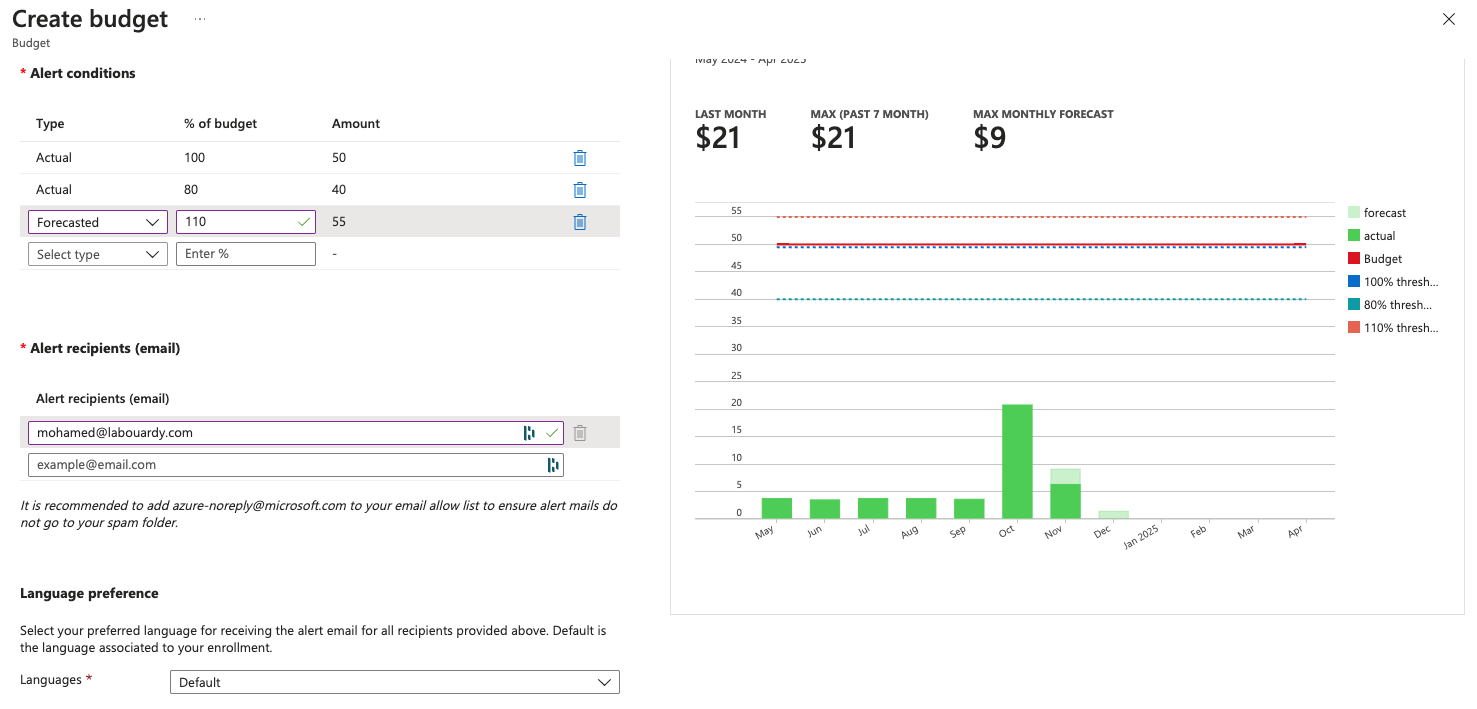 Create budget ...
Budget
* Alert conditions
Type % of budget Amount
Actual 100 50
Actual 80 40
Forecasted 110 55
Select type Enter % -
* Alert recipients (email)
Alert recipients (email)
mohamed@labouardy.com
example@email.com
It is recommended to add azure-noreply@microsoft.com to your email allow list to ensure alert mails do
not go to your spam folder.
Language preference
Select your preferred language for receiving the alert email for all recipients provided above. Default is
the language associated to your enrollment.
Languages * Default
May 2024 - Apr 2025
LAST MONTH MAX (PAST 7 MONTH) MAX MONTHLY FORECAST
$21 $21 $9
55
50
45
40
35
30
25
20
15
10
5
0
May Jun Jul Aug Sep Oct Nov Dec Jan 2025 Feb Mar Apr
forecast
actual
Budget
100% thresh...
80% thresh...
110% thresh...